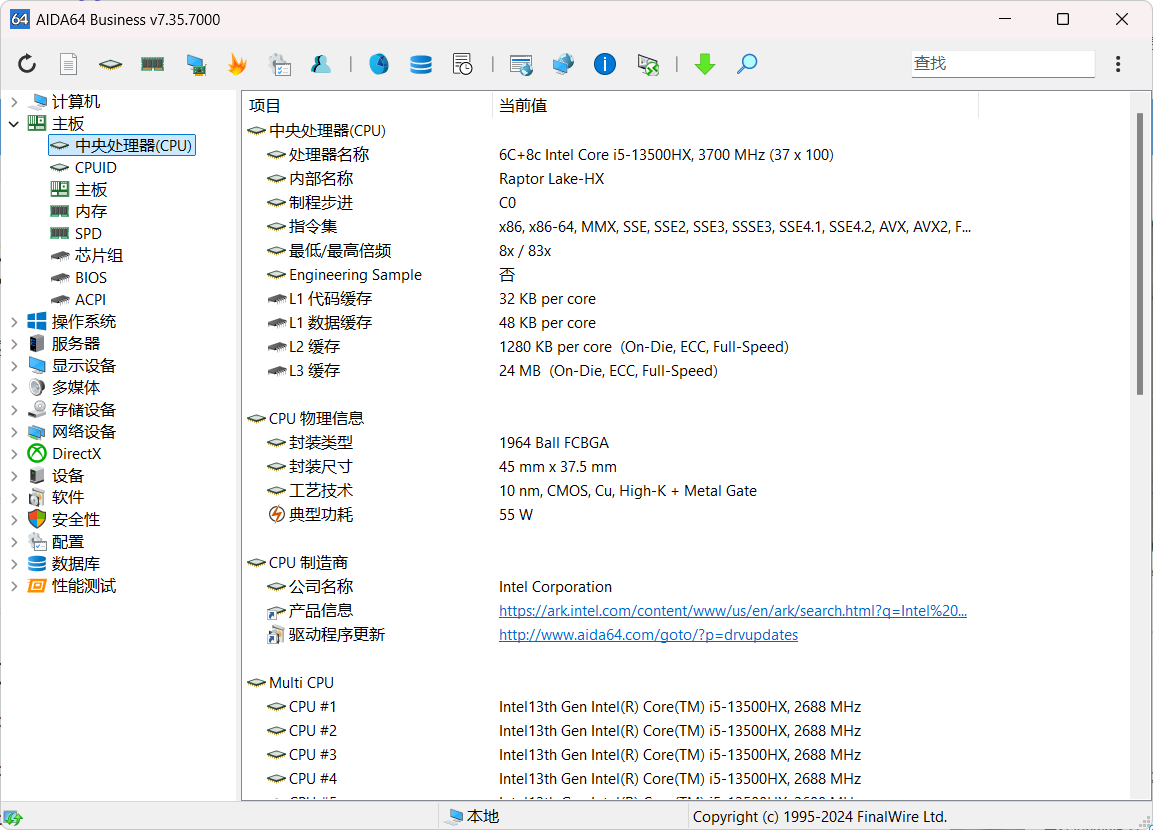 64 AIDA64 Business v7.35.7000
查找
计算机
主板
中央处理器(CPU)
CPUID
主板
内存
SPD
芯片组
BIOS
ACPI
操作系统
服务器
显示设备
多媒体
存储设备
网络设备
DirectX
设备
软件
安全性
配置
数据库
性能测试
项目 当前值
中央处理器(CPU)
处理器名称 6C+8c Intel Core i5-13500HX, 3700 MHz (37 x 100)
内部名称 Raptor Lake-HX
制程步进 C0
指令集 x86, x86-64, MMX, SSE, SSE2, SSE3, SSSE3, SSE4.1, SSE4.2, AVX, AVX2, F...
最低/最高倍频 8x / 83x
Engineering Sample 否
L1 代码缓存 32 KB per core
L1 数据缓存 48 KB per core
L2 缓存 1280 KB per core (On-Die, ECC, Full-Speed)
L3 缓存 24 MB (On-Die, ECC, Full-Speed)
CPU 物理信息
封装类型 1964 Ball FCBGA
封装尺寸 45 mm x 37.5 mm
工艺技术 10 nm, CMOS, Cu, High-K + Metal Gate
典型功耗 55 W
CPU 制造商
公司名称 Intel Corporation
产品信息 https://ark.intel.com/content/www/us/en/ark/search.html?q=Intel%20...
驱动程序更新 http://www.aida64.com/goto/?p=drvupdates
Multi CPU
CPU #1 Intel13th Gen Intel(R) Core(TM) i5-13500HX, 2688 MHz
CPU #2 Intel13th Gen Intel(R) Core(TM) i5-13500HX, 2688 MHz
CPU #3 Intel13th Gen Intel(R) Core(TM) i5-13500HX, 2688 MHz
CPU #4 Intel13th Gen Intel(R) Core(TM) i5-13500HX, 2688 MHz
本地
Copyright (c) 1995-2024 FinalWire Ltd.